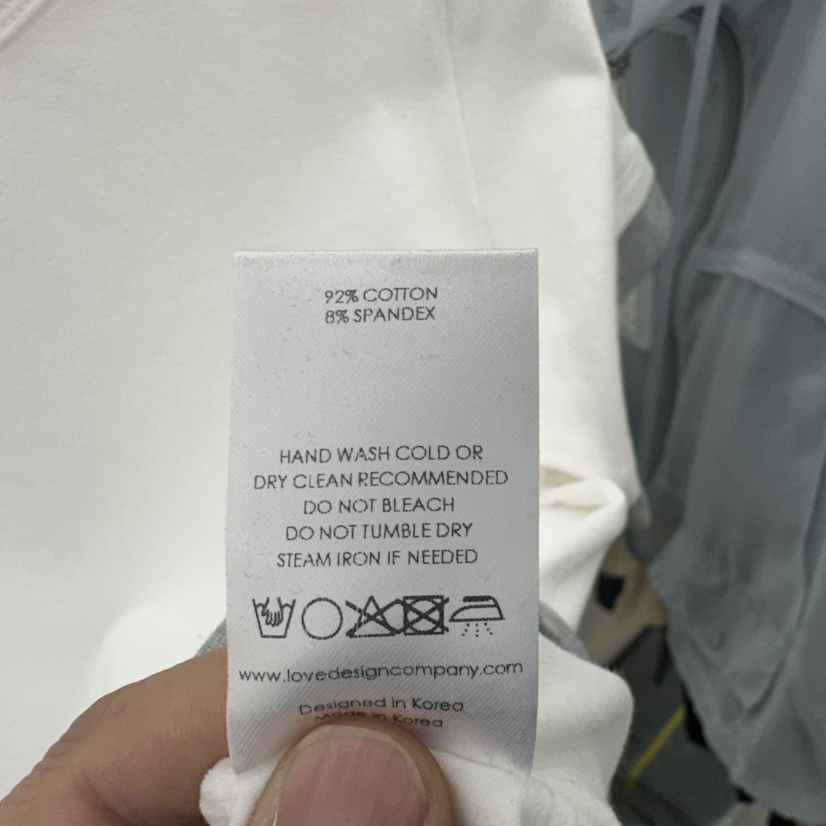 92% COTTON
8% SPANDEX
HAND WASH COLD OR
DRY CLEAN RECOMMENDED
DO NOT BLEACH
DO NOT TUMBLE DRY
STEAM IRON IF NEEDED
www.lovedesigncompany.com
Designed in Korea
Made in Korea